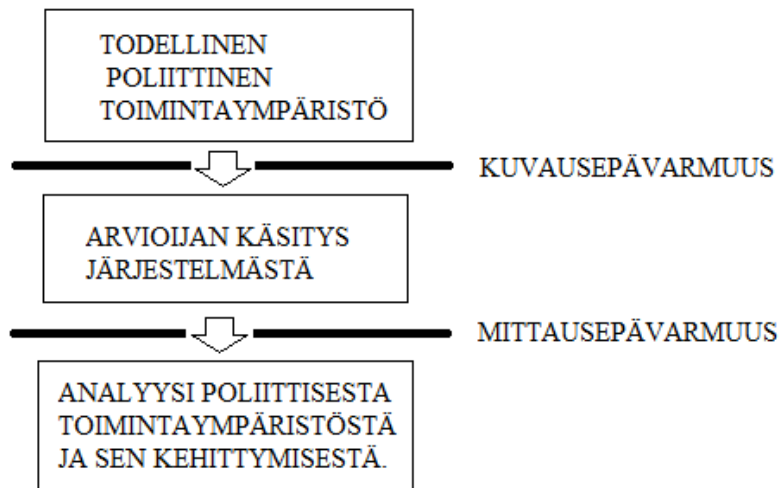 TODELLINEN
POLIITTINEN
TOIMINTAYMPÄRISTÖ
KUVAUSEPÄVARMUUS
ARVIOIJAN KÄSITYS
JÄRJESTELMÄSTÄ
MITTAUSEPÄVARMUUS
ANALYYSI POLIITTISESTA
TOIMINTAYMPÄRISTÖSTÄ
JA SEN KEHITTYMISESTÄ.